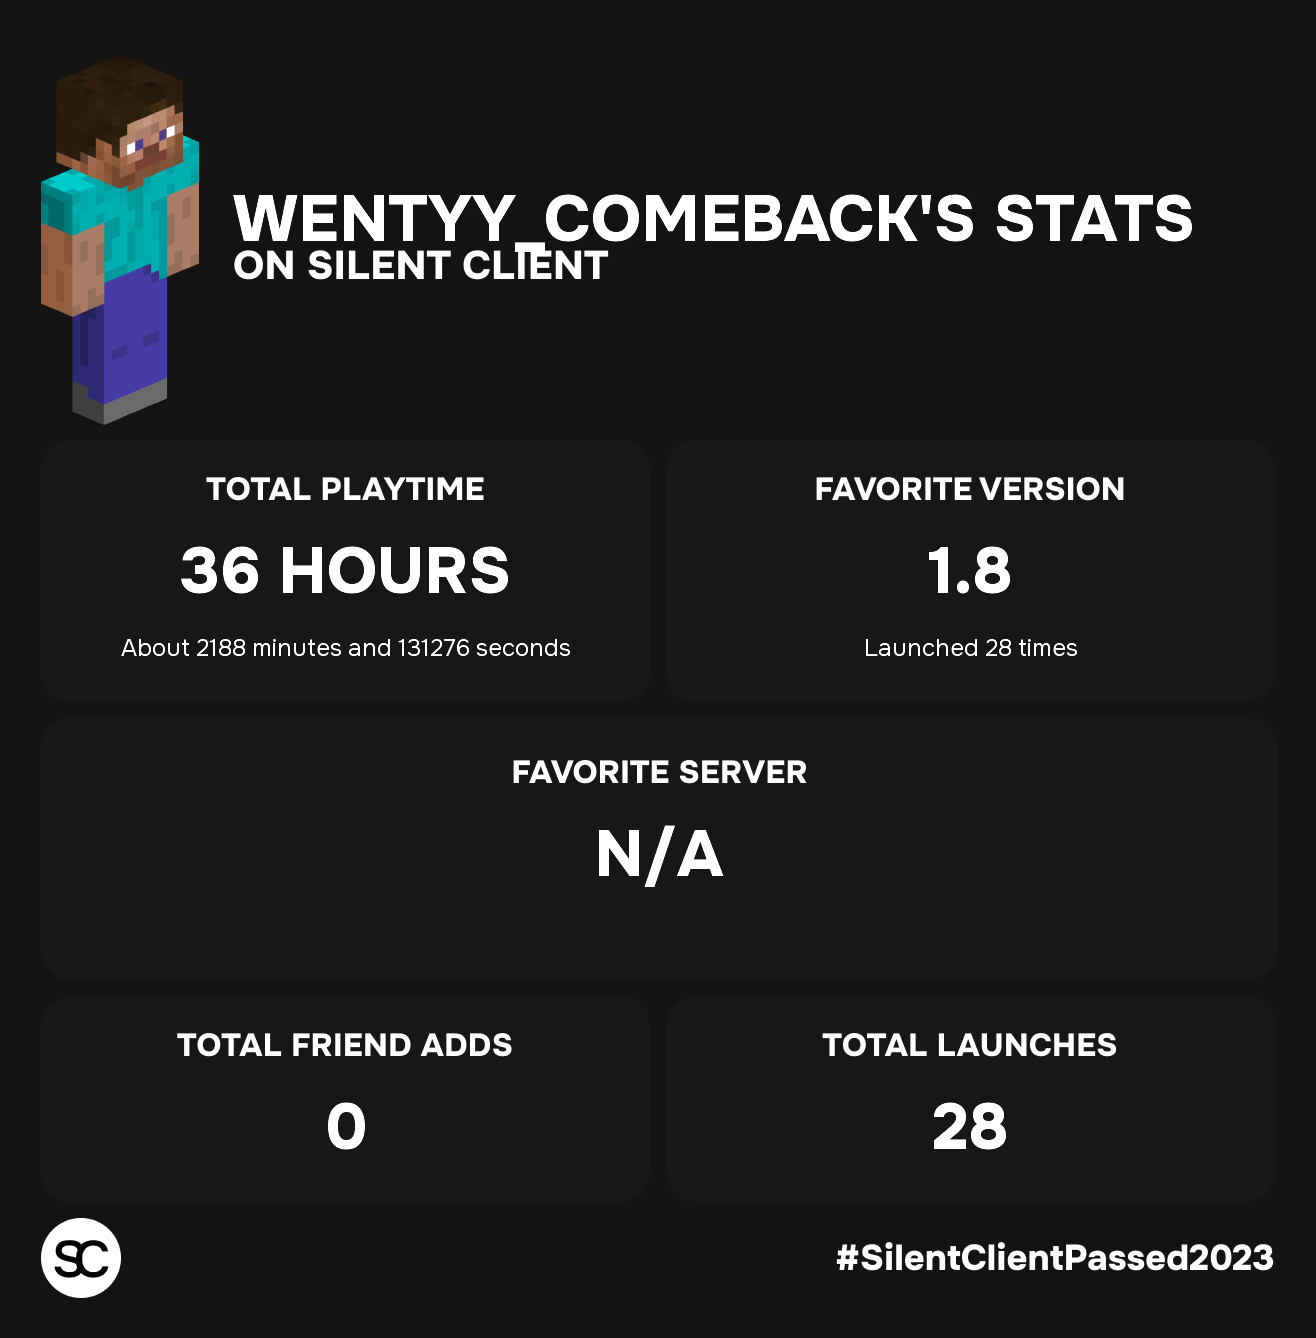 WENTYY_COMEBACK'S STATS
ON SILENT CLIENT
TOTAL PLAYTIME
36 HOURS
About 2188 minutes and 131276 seconds
FAVORITE VERSION
1.8
Launched 28 times
FAVORITE SERVER
N/A
TOTAL FRIEND ADDS
0
TOTAL LAUNCHES
28
SC
#SilentClientPassed2023